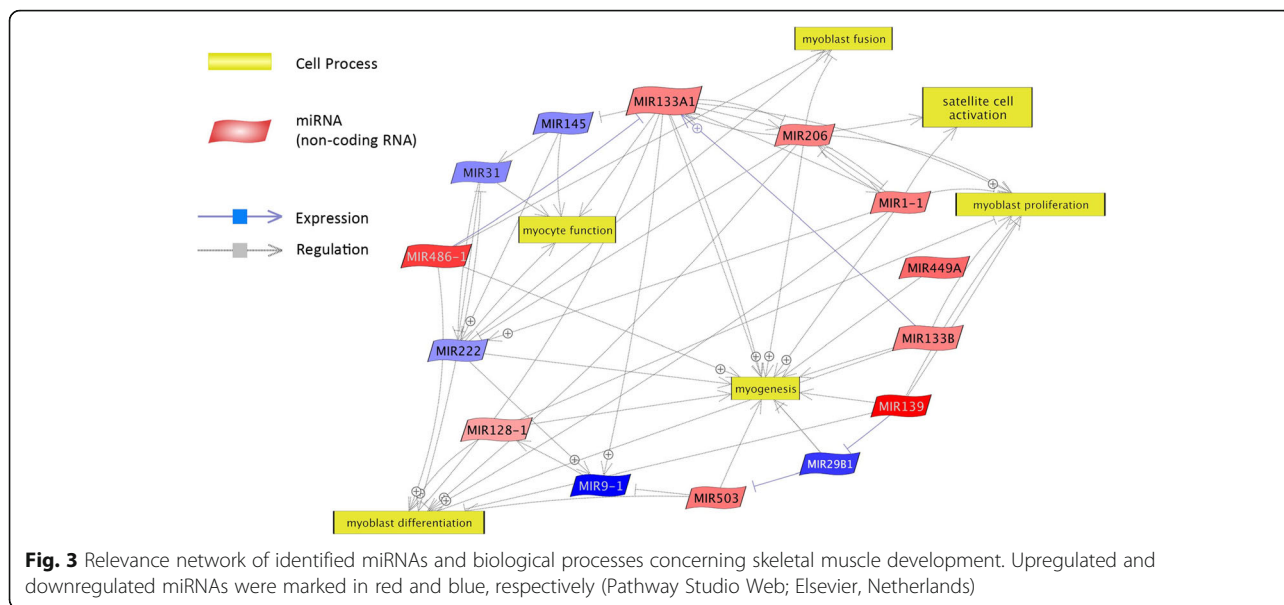 Cell Process
miRNA
(non-coding RNA)
Expression
Regulation
myoblast fusion
MIR133A1
satellite cell
activation
MIR145
MIR206
MIR31
MIR1-1
myoblast proliferation
myocyte function
MIR486-1
MIR449A
MIR133B
MIR222
myogenesis
MIR139
MIR128-1
MIR29B1
MIR9-1
MIR503
myoblast differentiation
Fig. 3 Relevance network of identified miRNAs and biological processes concerning skeletal muscle development. Upregulated and
downregulated miRNAs were marked in red and blue, respectively (Pathway Studio Web; Elsevier, Netherlands)